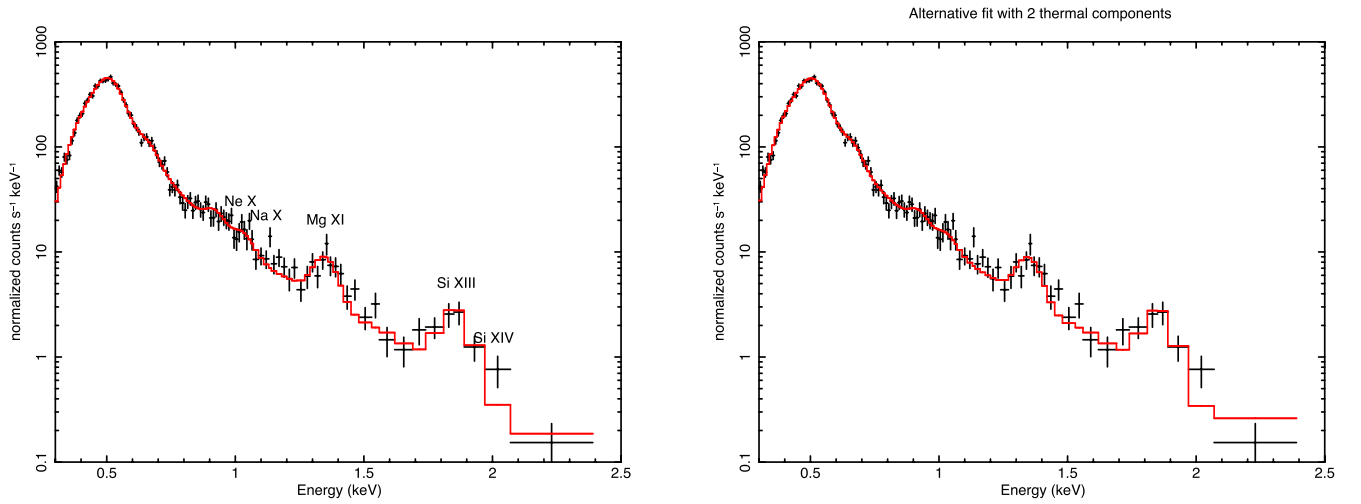 Alternative fit with 2 thermal components
1000
100
10
1
0.1
normalized counts s⁻¹ keV⁻¹
Ne X
Na X
Mg XI
Si XIII
Si XIV
0.5
1
1.5
2
2.5
Energy (keV)
1000
100
10
1
0.1
normalized counts s⁻¹ keV⁻¹
0.5
1
1.5
2
2.5
Energy (keV)